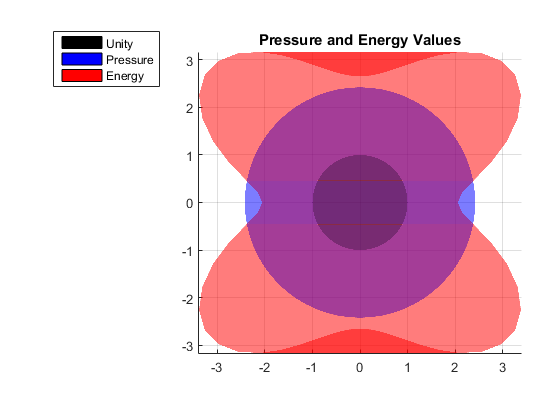 Pressure and Energy Values
Unity
Pressure
Energy
3
2
1
0
-1
-2
-3
-3 -2 -1 0 1 2 3